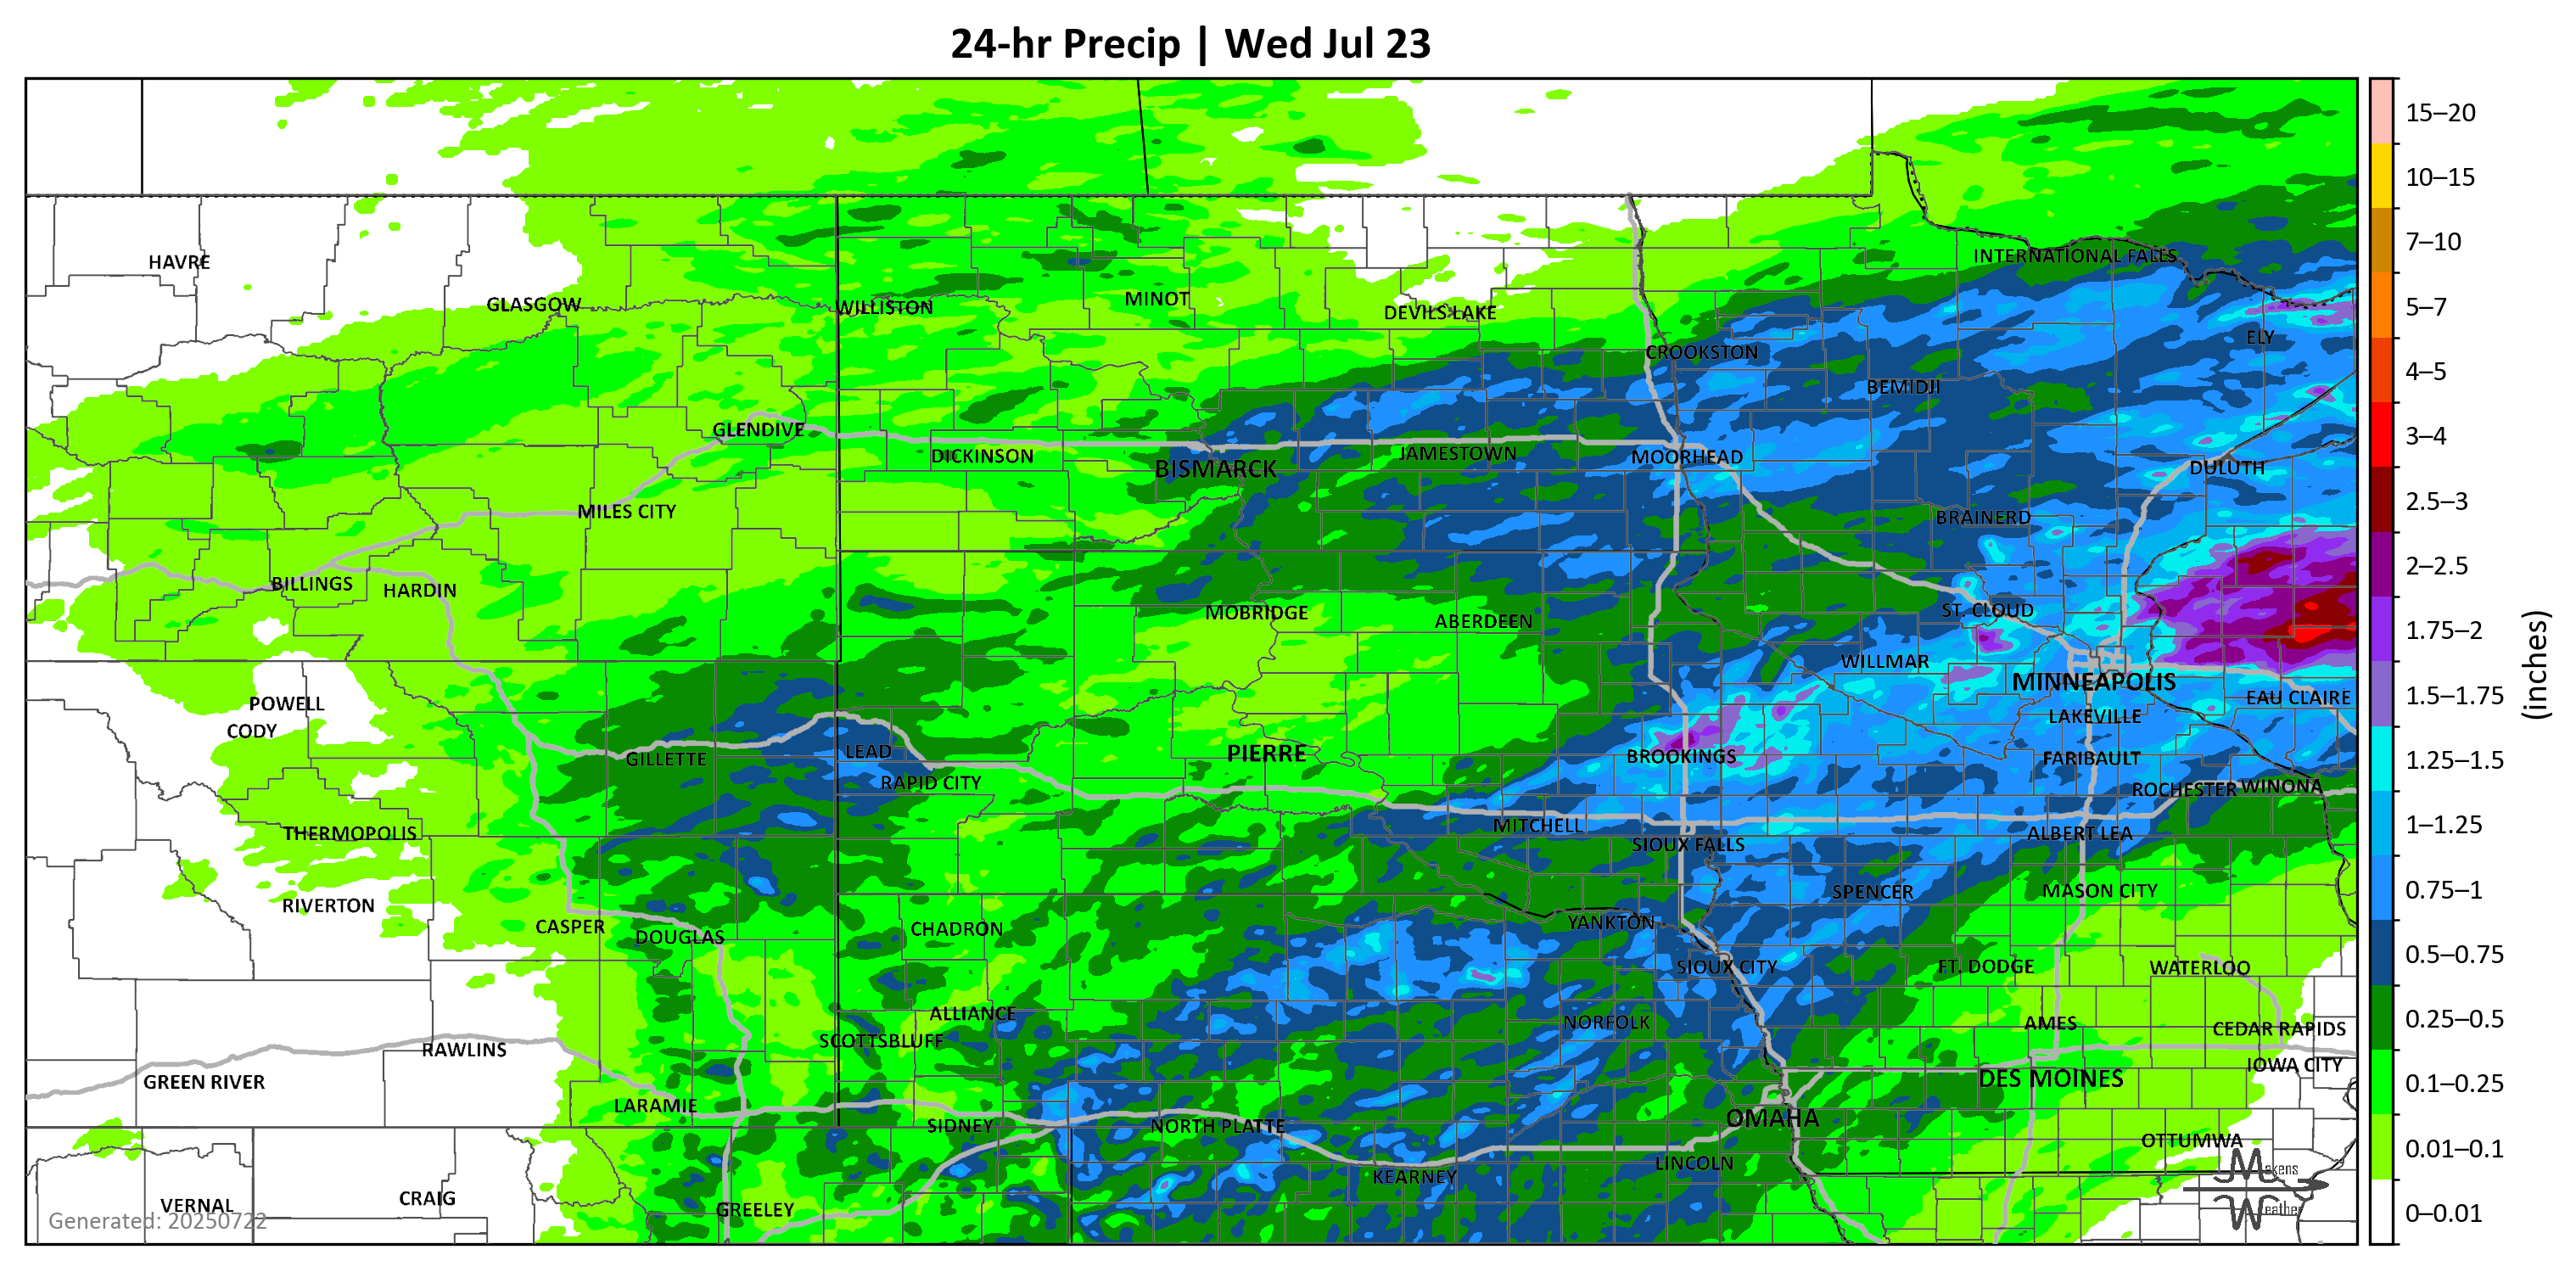 24-hr Precip | Wed Jul 23
15–20
10–15
7–10
5–7
4–5
3–4
2.5–3
2–2.5
1.75–2
1.5–1.75
1.25–1.5
1–1.25
0.75–1
0.5–0.75
0.25–0.5
0.1–0.25
0.01–0.1
0–0.01
(inches)
HAVRE
INTERNATIONAL FALLS
GLASGOW
WILLISTON
MINOT
DEVILS LAKE
ELY
CROOKSTON
BEMIDJI
GLENDIVE
DICKINSON
BISMARCK
JAMESTOWN
MOORHEAD
DULUTH
MILES CITY
BRAINERD
BILLINGS
HARDIN
MOBRIDGE
ABERDEEN
ST. CLOUD
WILLMAR
MINNEAPOLIS
EAU CLAIRE
POWELL
CODY
LAKEVILLE
GILLETTE
LEAD
PIERRE
BROOKINGS
FARIBAULT
RAPID CITY
ROCHESTER
WINONA
THERMOPOLIS
MITCHELL
ALBERT LEA
SIOUX FALLS
RIVERTON
SPENCER
MASON CITY
CASPER
DOUGLAS
CHADRON
YANKTON
SIOUX CITY
FT. DODGE
WATERLOO
ALLIANCE
NORFOLK
AMES
CEDAR RAPIDS
SCOTTSBLUFF
RAWLINS
IOWA CITY
GREEN RIVER
DES MOINES
LARAMIE
SIDNEY
NORTH PLATTE
OMAHA
OTTUMWA
LINCOLN
KEARNEY
VERNAL
CRAIG
GREELEY
Generated: 20250722
Makens
Weather